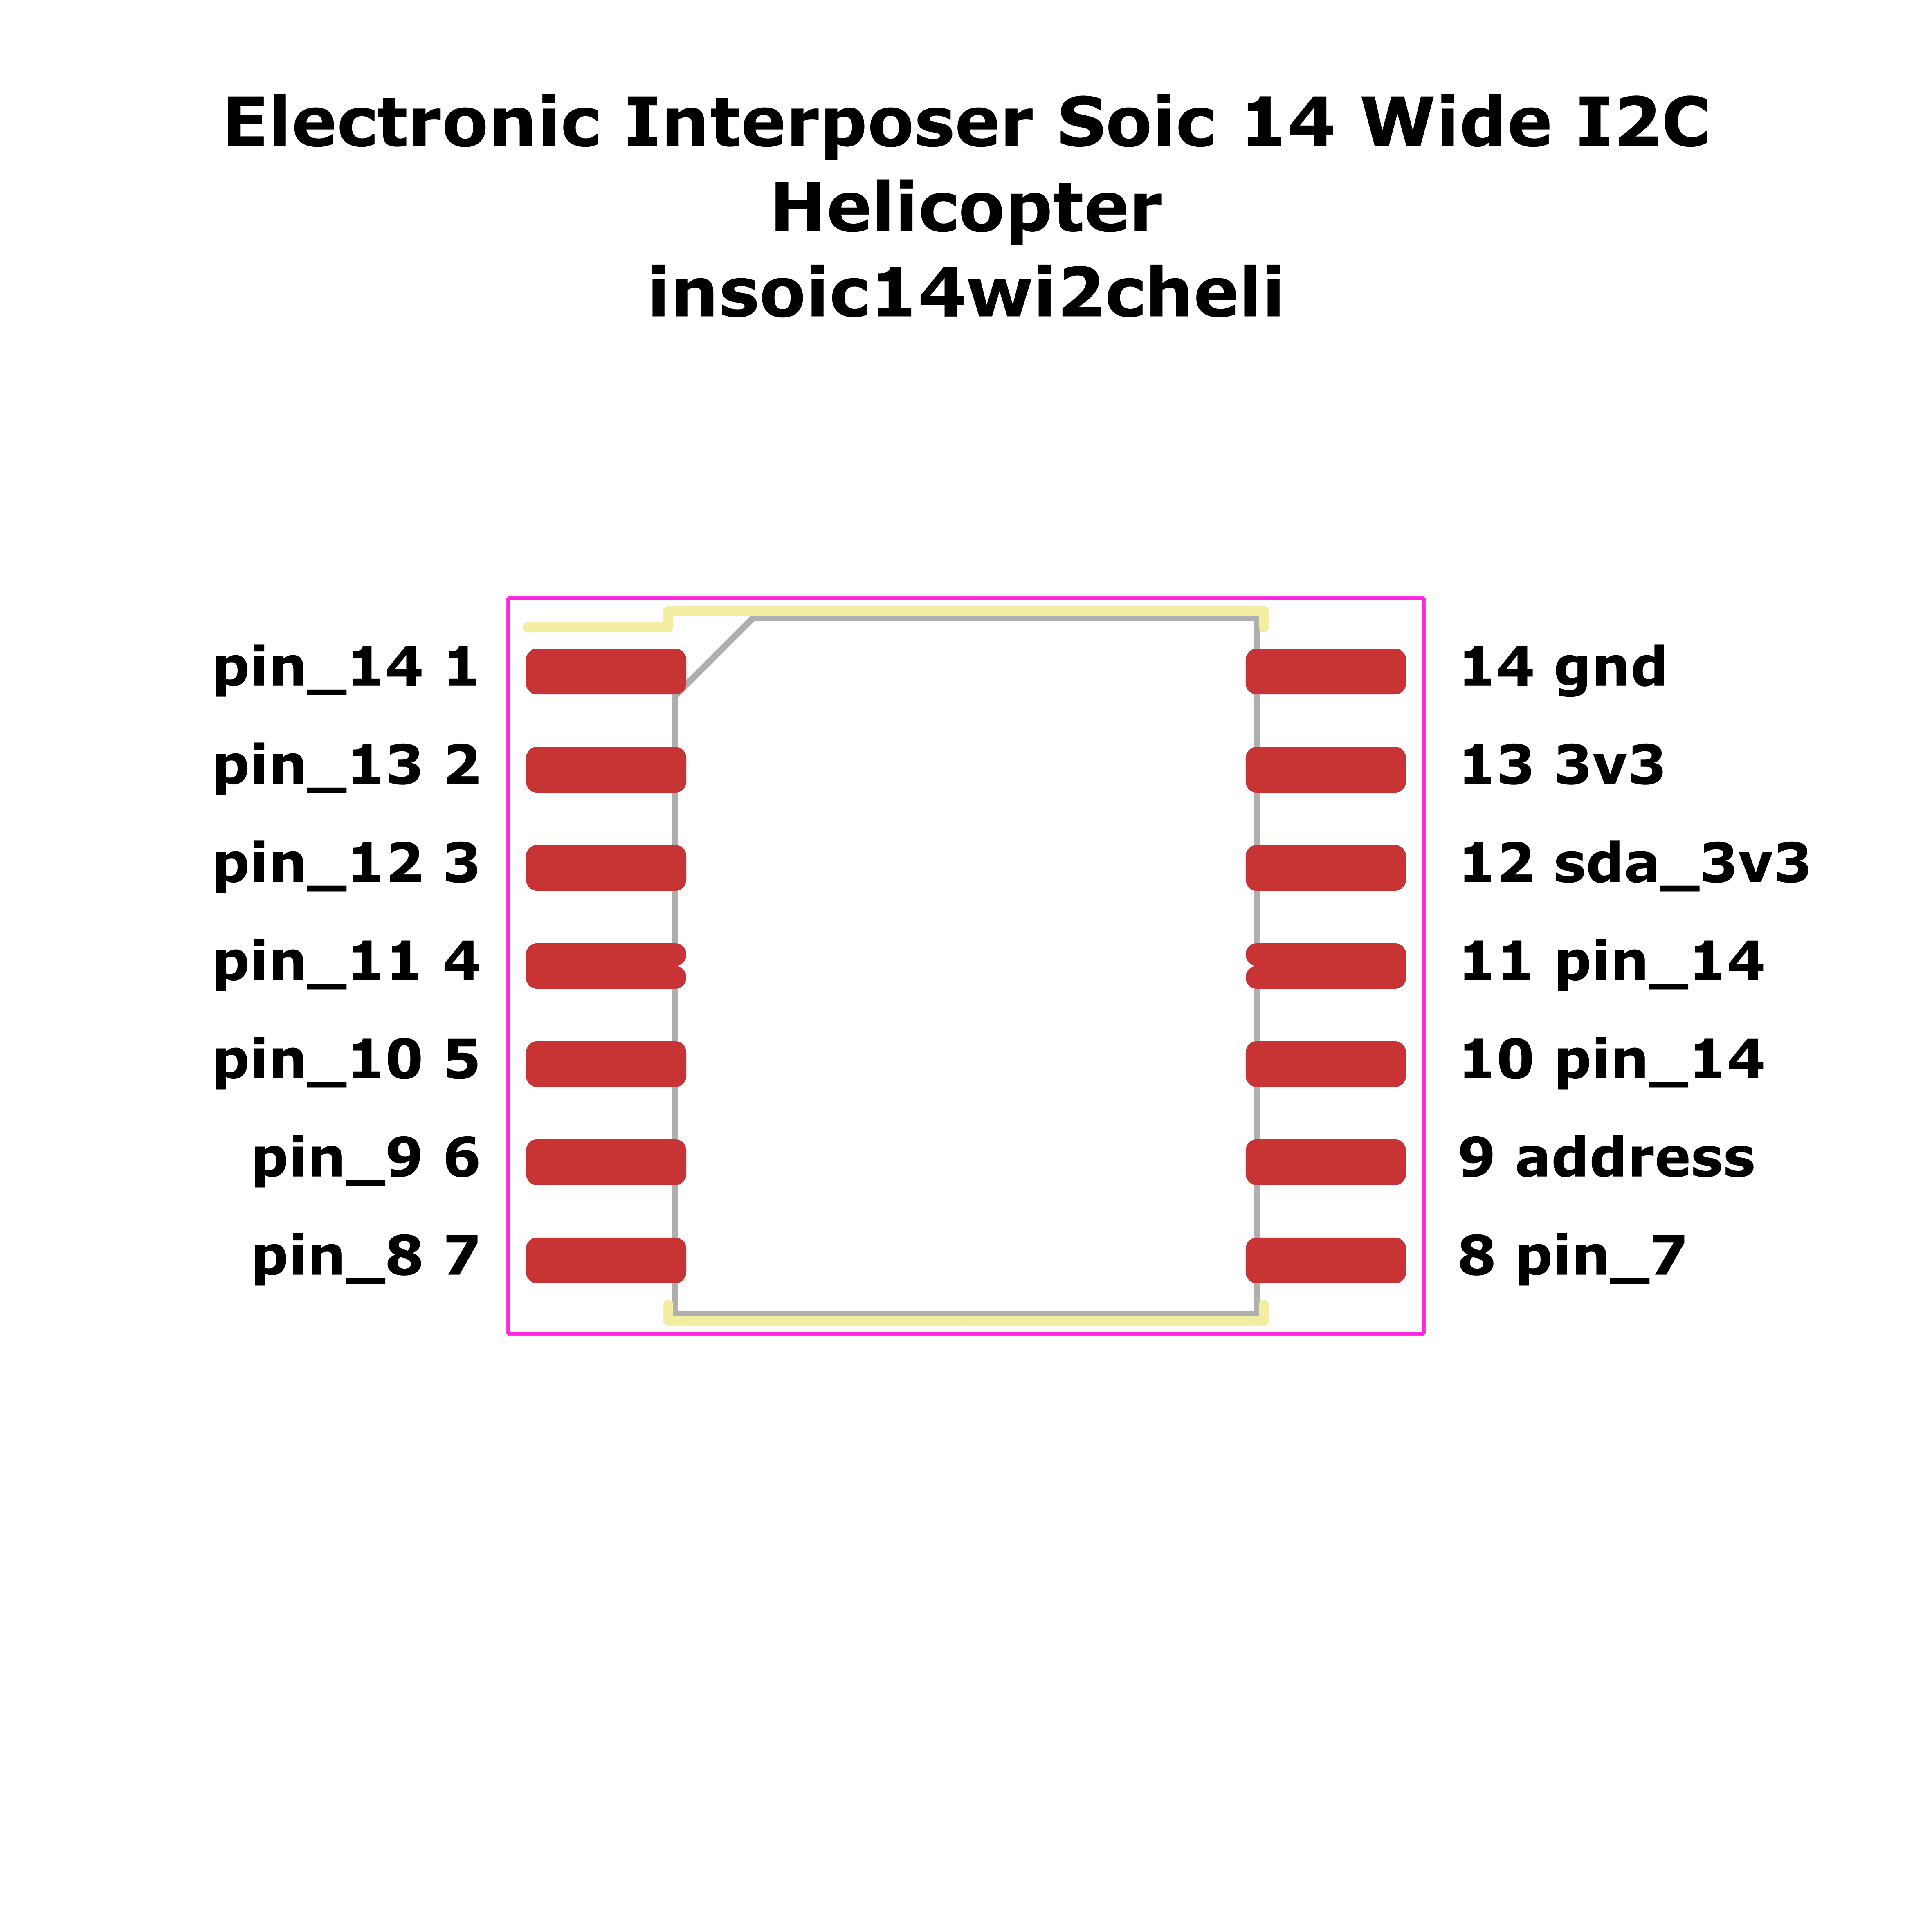 Electronic Interposer Soic 14 Wide I2C
Helicopter
insoic14wi2cheli
pin_14 1
14 gnd
pin_13 2
13 3v3
pin_12 3
12 sda_3v3
pin_11 4
11 pin_14
pin_10 5
10 pin_14
pin_9 6
9 address
pin_8 7
8 pin_7